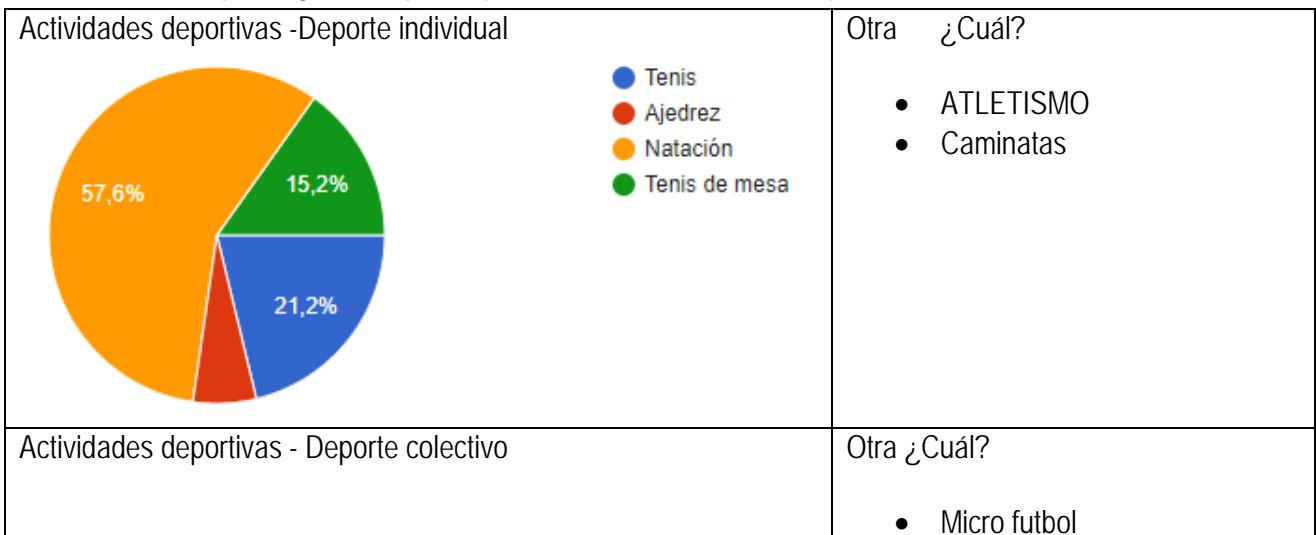 Actividades deportivas -Deporte individual
Tenis
Ajedrez
Natación
Tenis de mesa
57,6%
15,2%
21,2%
Otra ¿Cuál?
• ATLETISMO
• Caminatas
Actividades deportivas - Deporte colectivo
Otra ¿Cuál?
• Micro futbol